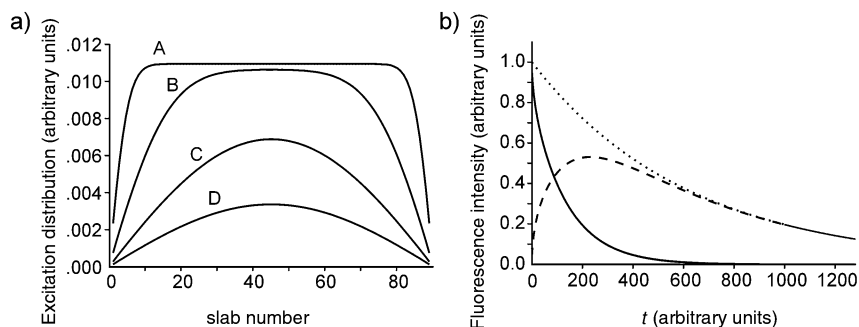 a)
Excitation distribution (arbitrary units)
.012
.010
.008
.006
.004
.002
.000
A
B
C
D
0 20 40 60 80
slab number
b)
Fluorescence intensity (arbitrary units)
1.0
0.8
0.6
0.4
0.2
0.0
0 200 400 600 800 1000 1200
t (arbitrary units)